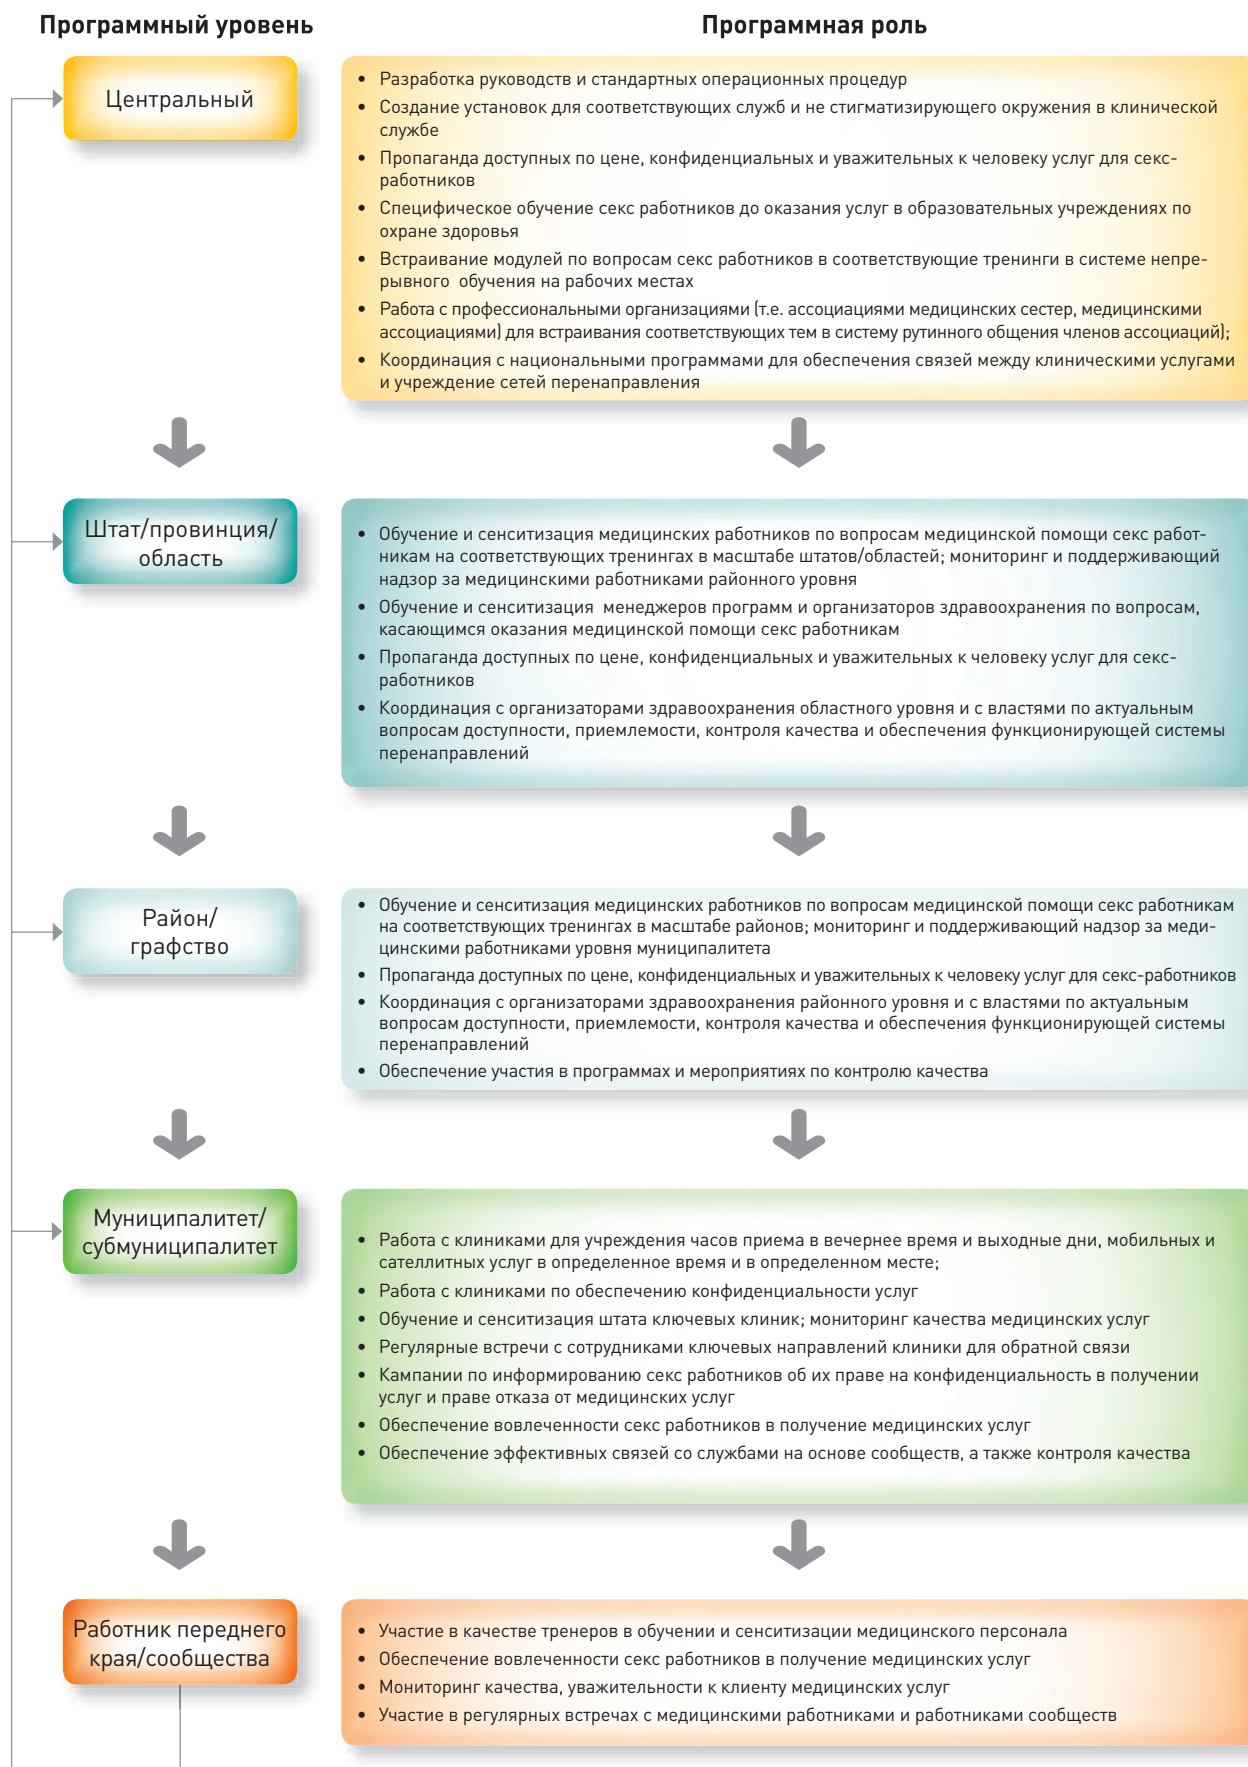 Программный уровень
Программная роль
Центральный
• Разработка руководств и стандартных операционных процедур
• Создание установок для соответствующих служб и не стигматизирующего окружения в клинической
службе
• Пропаганда доступных по цене, конфиденциальных и уважительных к человеку услуг для секс-
работников
• Специфическое обучение секс работников до оказания услуг в образовательных учреждениях по
охране здоровья
• Встраивание модулей по вопросам секс работников в соответствующие тренинги в системе непре-
рывного обучения на рабочих местах
• Работа с профессиональными организациями (т.е. ассоциациями медицинских сестер, медицинскими
ассоциациями) для встраивания соответствующих тем в систему рутинного общения членов ассоциаций);
• Координация с национальными программами для обеспечения связей между клиническими услугами
и учреждение сетей перенаправления
Штат/провинция/
область
• Обучение и сенситизация медицинских работников по вопросам медицинской помощи секс работ-
никам на соответствующих тренингах в масштабе штатов/областей; мониторинг и поддерживающий
надзор за медицинскими работниками районного уровня
• Обучение и сенситизация менеджеров программ и организаторов здравоохранения по вопросам,
касающимся оказания медицинской помощи секс работникам
• Пропаганда доступных по цене, конфиденциальных и уважительных к человеку услуг для секс-
работников
• Координация с организаторами здравоохранения областного уровня и с властями по актуальным
вопросам доступности, приемлемости, контроля качества и обеспечения функционирующей системы
перенаправлений
Район/
графство
• Обучение и сенситизация медицинских работников по вопросам медицинской помощи секс работникам
на соответствующих тренингах в масштабе районов; мониторинг и поддерживающий надзор за меди-
цинскими работниками уровня муниципалитета
• Пропаганда доступных по цене, конфиденциальных и уважительных к человеку услуг для секс-работников
• Координация с организаторами здравоохранения районного уровня и с властями по актуальным
вопросам доступности, приемлемости, контроля качества и обеспечения функционирующей системы
перенаправлений
• Обеспечение участия в программах и мероприятиях по контролю качества
Муниципалитет/
субмуниципалитет
• Работа с клиниками для учреждения часов приема в вечернее время и выходные дни, мобильных и
сателлитных услуг в определенное время и в определенном месте;
• Работа с клиниками по обеспечению конфиденциальности услуг
• Обучение и сенситизация штата ключевых клиник; мониторинг качества медицинских услуг
• Регулярные встречи с сотрудниками ключевых направлений клиники для обратной связи
• Кампании по информированию секс работников об их праве на конфиденциальность в получении
услуг и праве отказа от медицинских услуг
• Обеспечение вовлеченности секс работников в получение медицинских услуг
• Обеспечение эффективных связей со службами на основе сообществ, а также контроля качества
Работник переднего
края/сообщества
• Участие в качестве тренеров в обучении и сенситизации медицинского персонала
• Обеспечение вовлеченности секс работников в получение медицинских услуг
• Мониторинг качества, уважительности к клиенту медицинских услуг
• Участие в регулярных встречах с медицинскими работниками и работниками сообществ